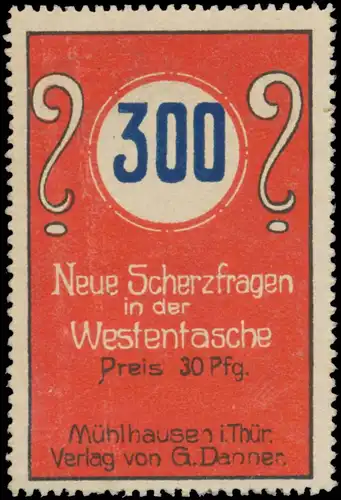 ? 300 ?
Neue Scherzfragen
in der
Westentasche
Preis 30 Pfg.
Mühlhausen i. Thür.
Verlag von G. Danner.